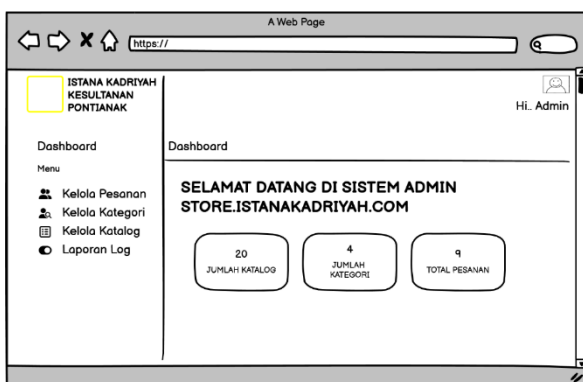 A Web Page
https://
ISTANA KADRIYAH
KESULTANAN
PONTIANAK
Hi.. Admin
Dashboard
Menu
Kelola Pesanan
Kelola Kategori
Kelola Katalog
Laporan Log
Dashboard
SELAMAT DATANG DI SISTEM ADMIN
STORE.ISTANAKADRIYAH.COM
20
JUMLAH KATALOG
4
JUMLAH
KATEGORI
9
TOTAL PESANAN